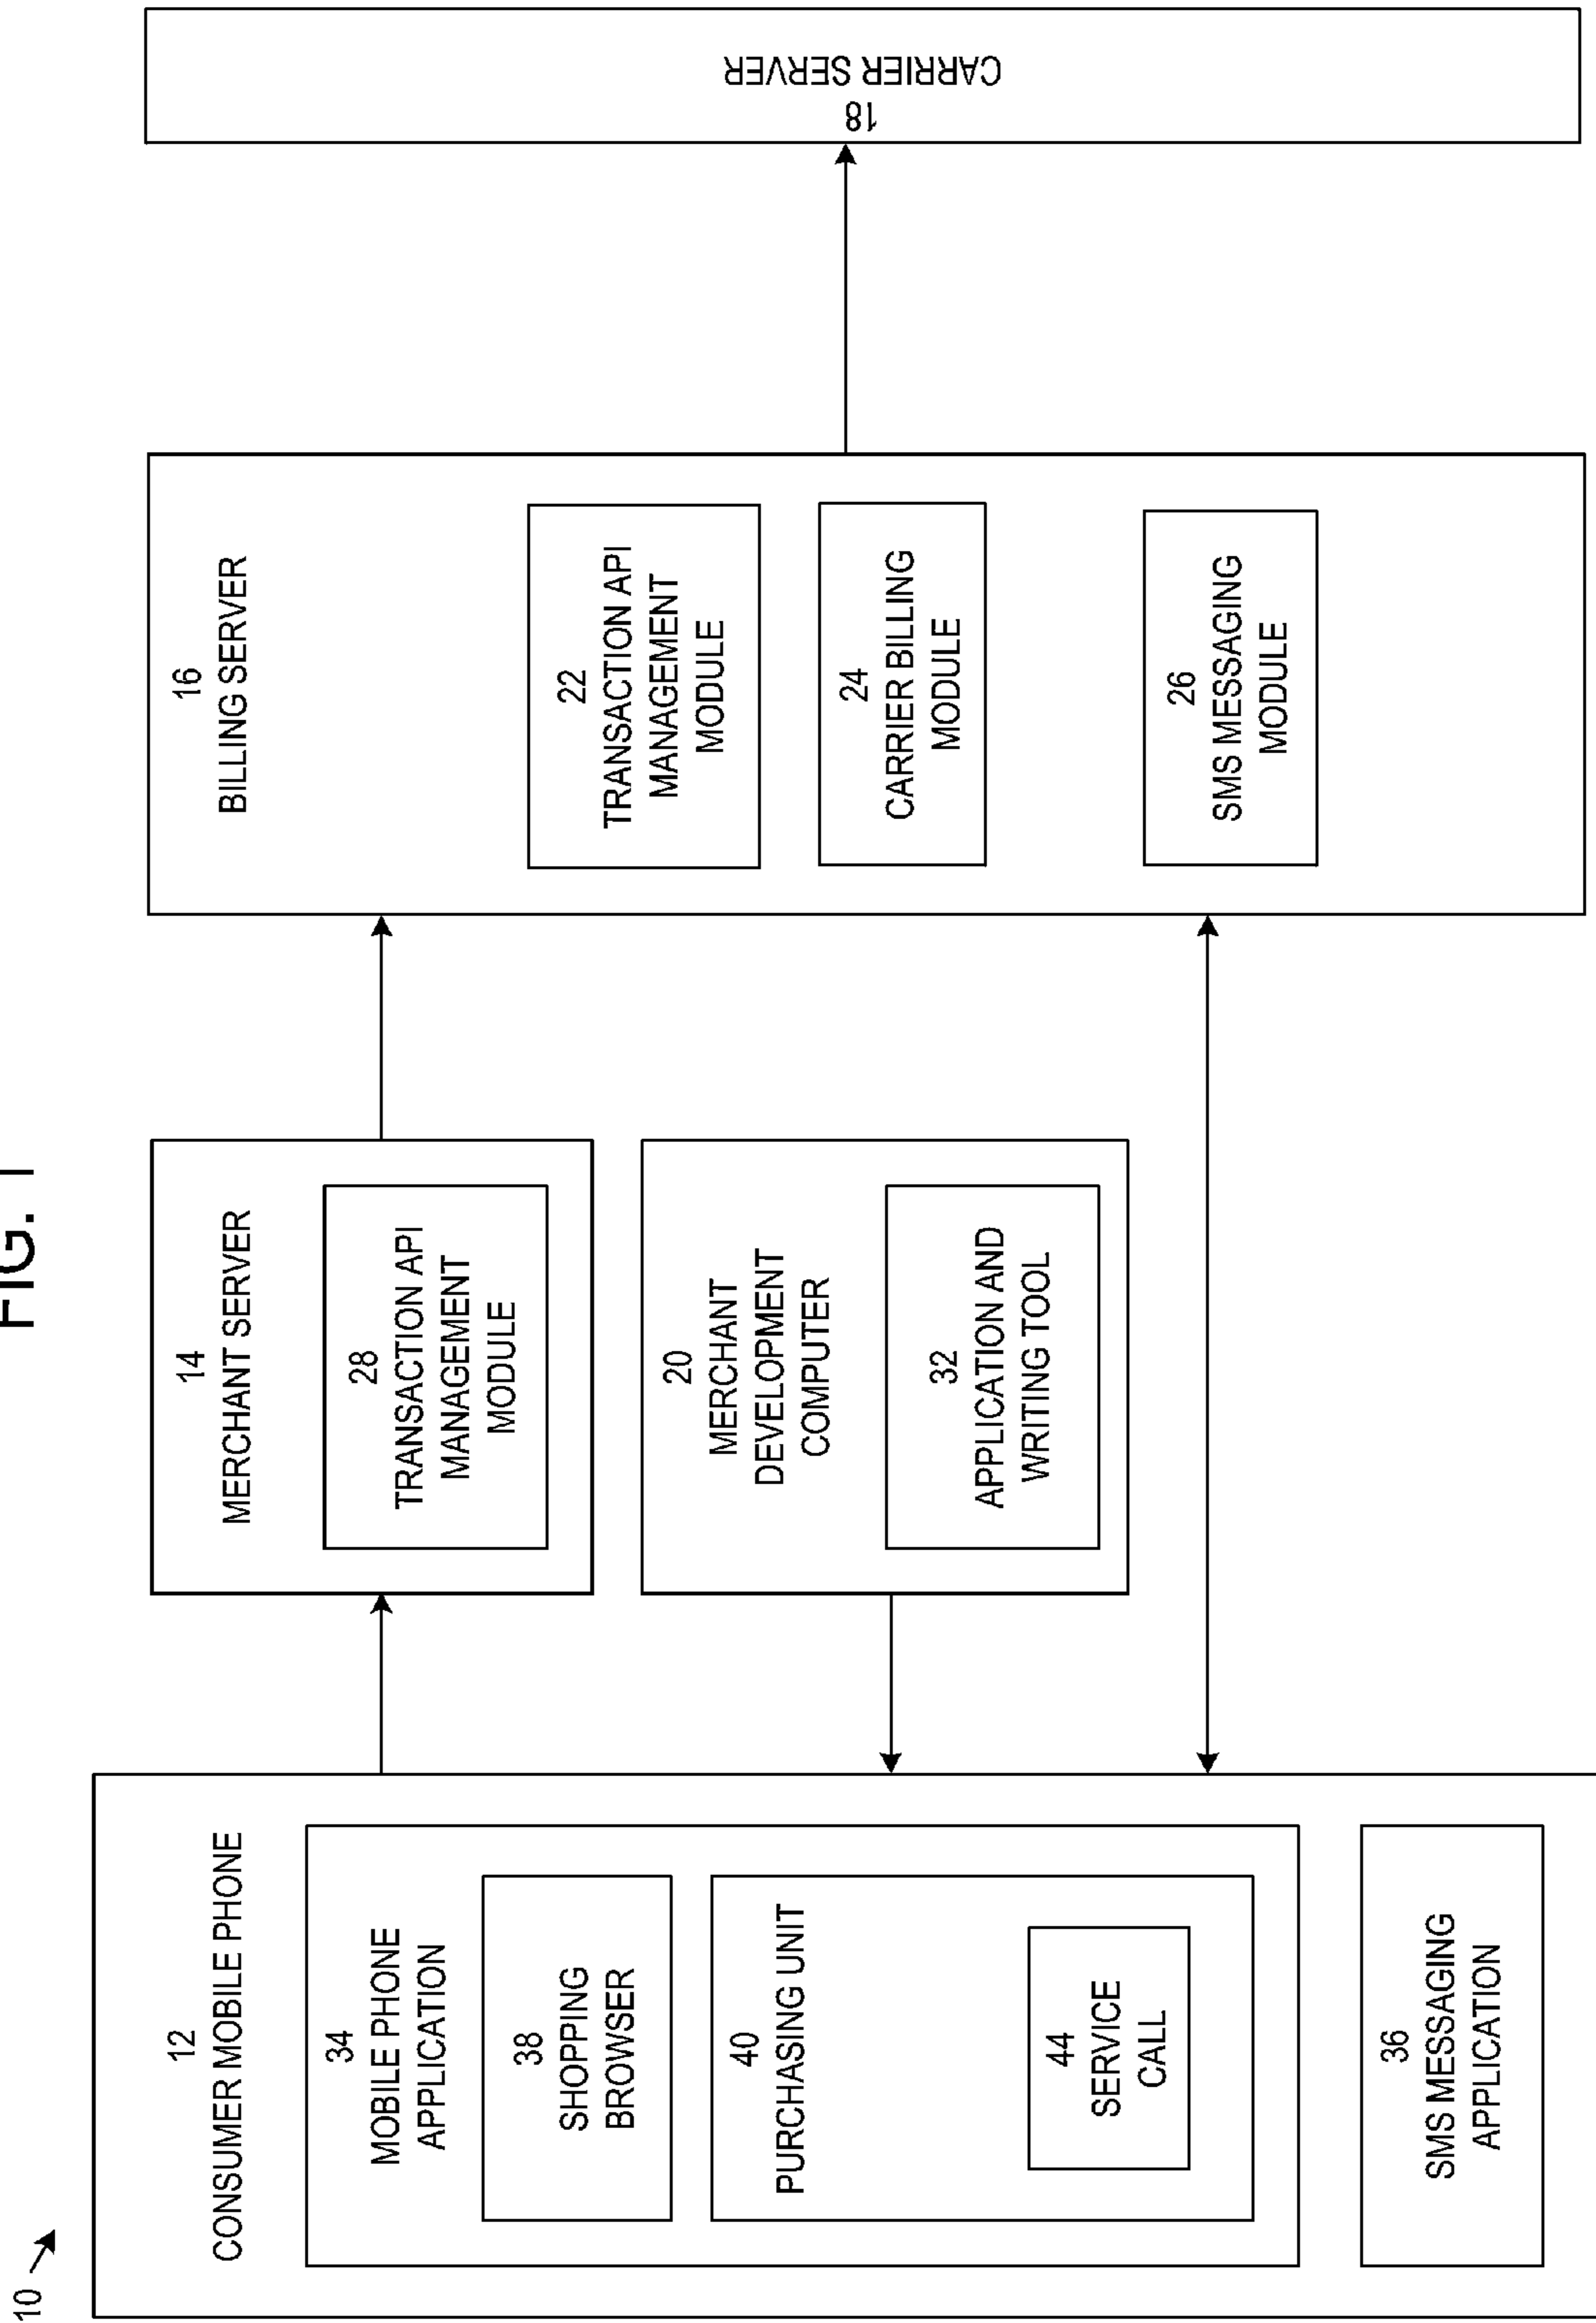 FIG. 1
10
12
CONSUMER MOBILE PHONE
34
MOBILE PHONE
APPLICATION
38
SHOPPING
BROWSER
40
PURCHASING UNIT
44
SERVICE
CALL
36
SMS MESSAGING
APPLICATION
14
MERCHANT SERVER
28
TRANSACTION API
MANAGEMENT
MODULE
20
MERCHANT
DEVELOPMENT
COMPUTER
32
APPLICATION AND
WRITING TOOL
16
BILLING SERVER
22
TRANSACTION API
MANAGEMENT
MODULE
24
CARRIER BILLING
MODULE
26
SMS MESSAGING
MODULE
18
CARRIER SERVER